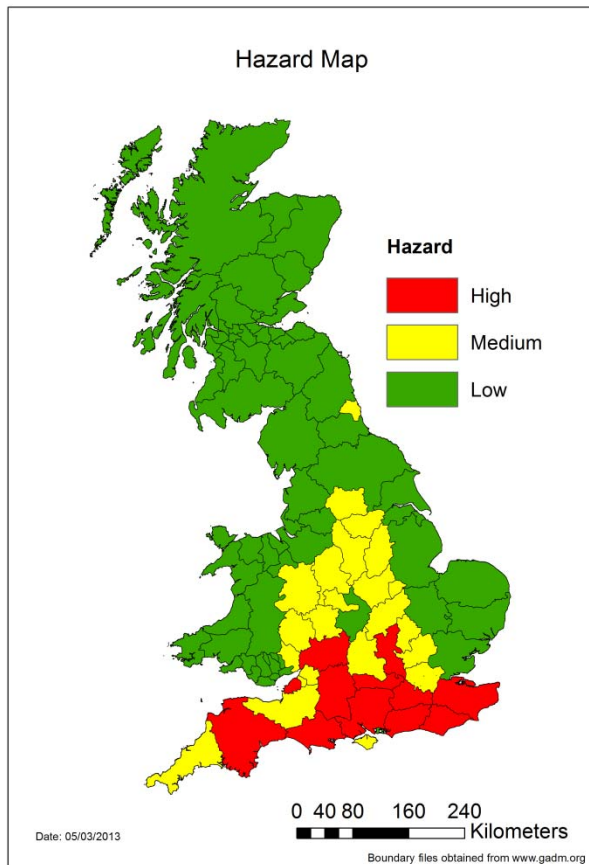 Hazard Map
Hazard
High
Medium
Low
0 40 80 160 240
Kilometers
Date: 05/03/2013
Boundary files obtained from www.gadm.org